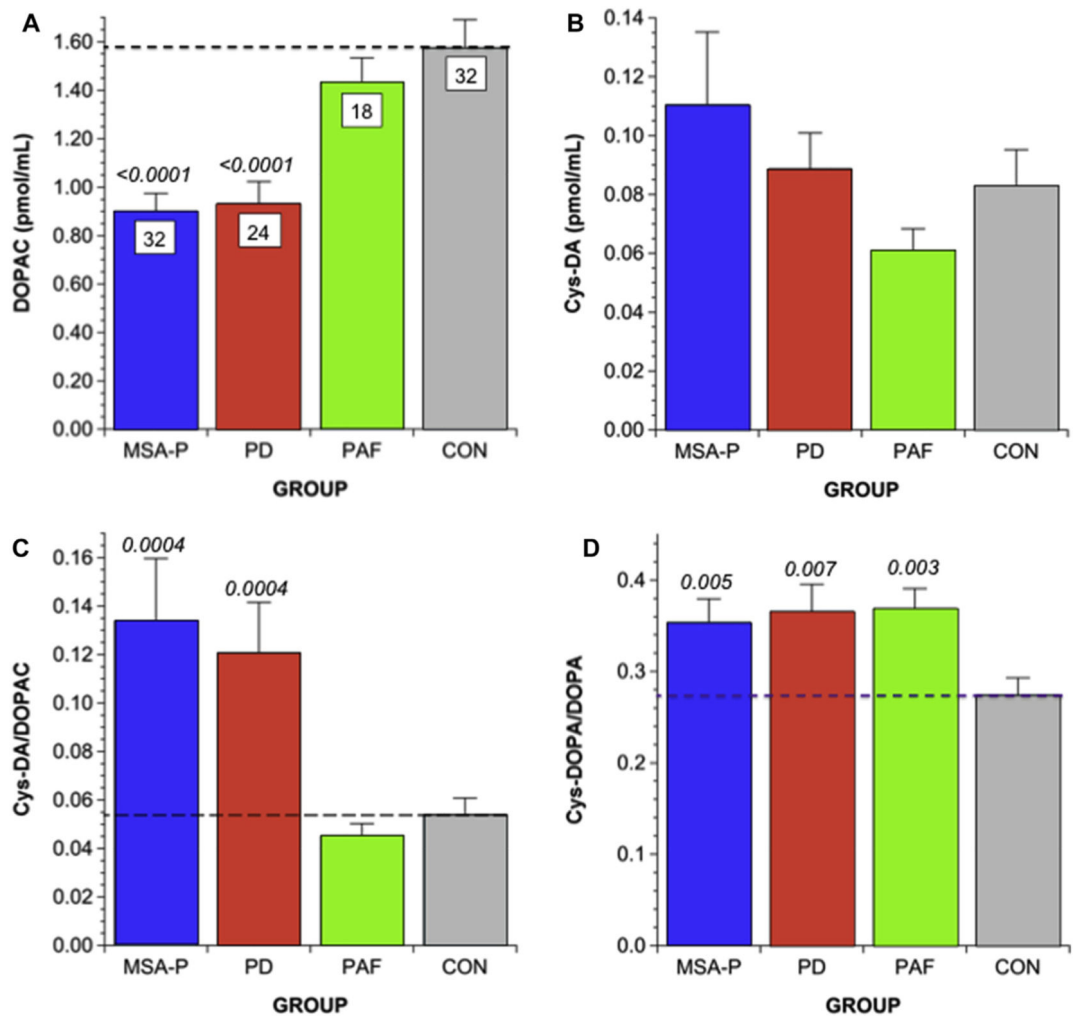 A
DOPAC (pmol/mL)
1.60
1.40
1.20
1.00
0.80
0.60
0.40
0.20
0.00
<0.0001
<0.0001
32
24
18
32
MSA-P PD PAF CON
GROUP
B
Cys-DA (pmol/mL)
0.14
0.12
0.10
0.08
0.06
0.04
0.02
0.00
MSA-P PD PAF CON
GROUP
C
Cys-DA/DOPAC
0.16
0.14
0.12
0.10
0.08
0.06
0.04
0.02
0.00
0.0004
0.0004
MSA-P PD PAF CON
GROUP
D
Cys-DOPA/DOPA
0.4
0.3
0.2
0.1
0.0
0.005
0.007
0.003
MSA-P PD PAF CON
GROUP